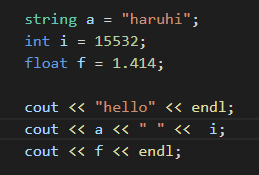 string a = "haruhi";
int i = 15532;
float f = 1.414;
cout << "hello" << endl;
cout << a << " " <<  i;
cout << f << endl;